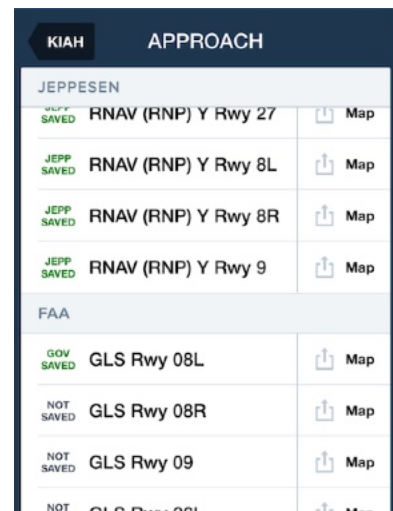 KIAH APPROACH
JEPPESEN
JEPP
SAVED RNAV (RNP) Y Rwy 27 Map
JEPP
SAVED RNAV (RNP) Y Rwy 8L Map
JEPP
SAVED RNAV (RNP) Y Rwy 8R Map
JEPP
SAVED RNAV (RNP) Y Rwy 9 Map
FAA
GOV
SAVED GLS Rwy 08L Map
NOT
SAVED GLS Rwy 08R Map
NOT
SAVED GLS Rwy 09 Map
NOT